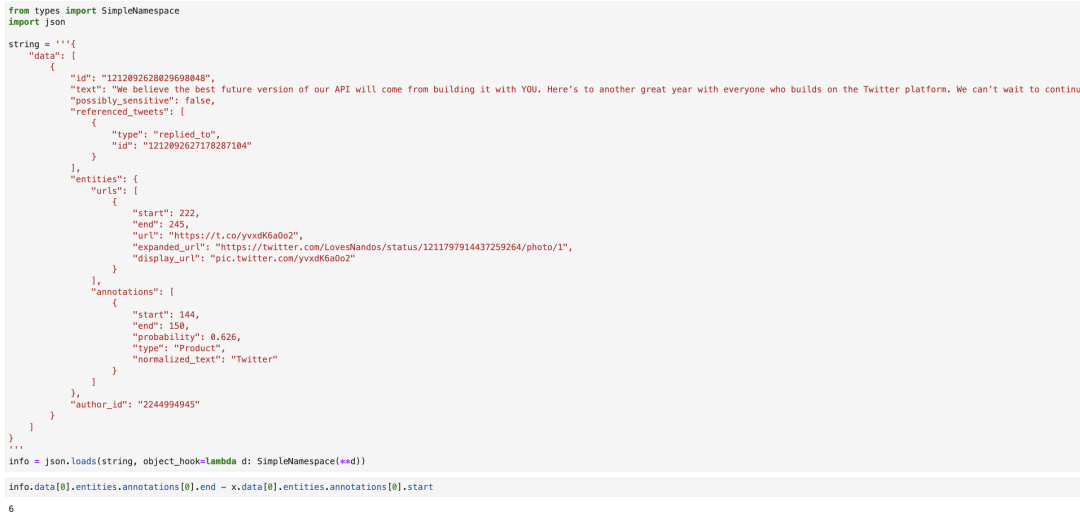 from types import SimpleNamespace
import json
string = '''{
    "data": [
        {
            "id": "1212092628029698048",
            "text": "We believe the best future version of our API will come from building it with YOU. Here’s to another great year with everyone who builds on the Twitter platform. We can’t wait to continu
            "possibly_sensitive": false,
            "referenced_tweets": [
                {
                    "type": "replied_to",
                    "id": "1212092627178287104"
                }
            ],
            "entities": {
                "urls": [
                    {
                        "start": 222,
                        "end": 245,
                        "url": "https://t.co/yvxdK6aOo2",
                        "expanded_url": "https://twitter.com/LovesNandos/status/1211797914437259264/photo/1",
                        "display_url": "pic.twitter.com/yvxdK6aOo2"
                    }
                ],
                "annotations": [
                    {
                        "start": 144,
                        "end": 150,
                        "probability": 0.626,
                        "type": "Product",
                        "normalized_text": "Twitter"
                    }
                ]
            },
            "author_id": "2244994945"
        }
    ]
}
'''
info = json.loads(string, object_hook=lambda d: SimpleNamespace(**d))
info.data[0].entities.annotations[0].end - x.data[0].entities.annotations[0].start
6